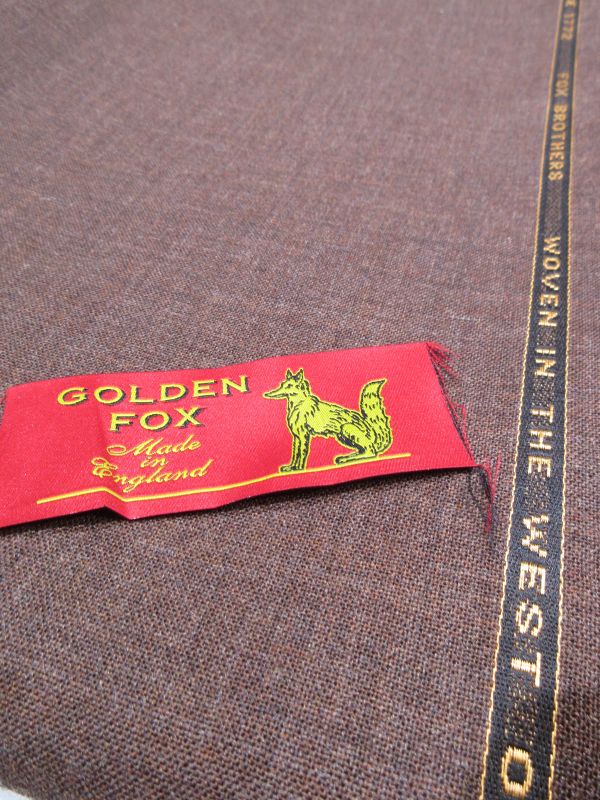 GOLDEN
FOX
Made
in
England
1772 FOX BROTHERS WOVEN IN THE WEST O